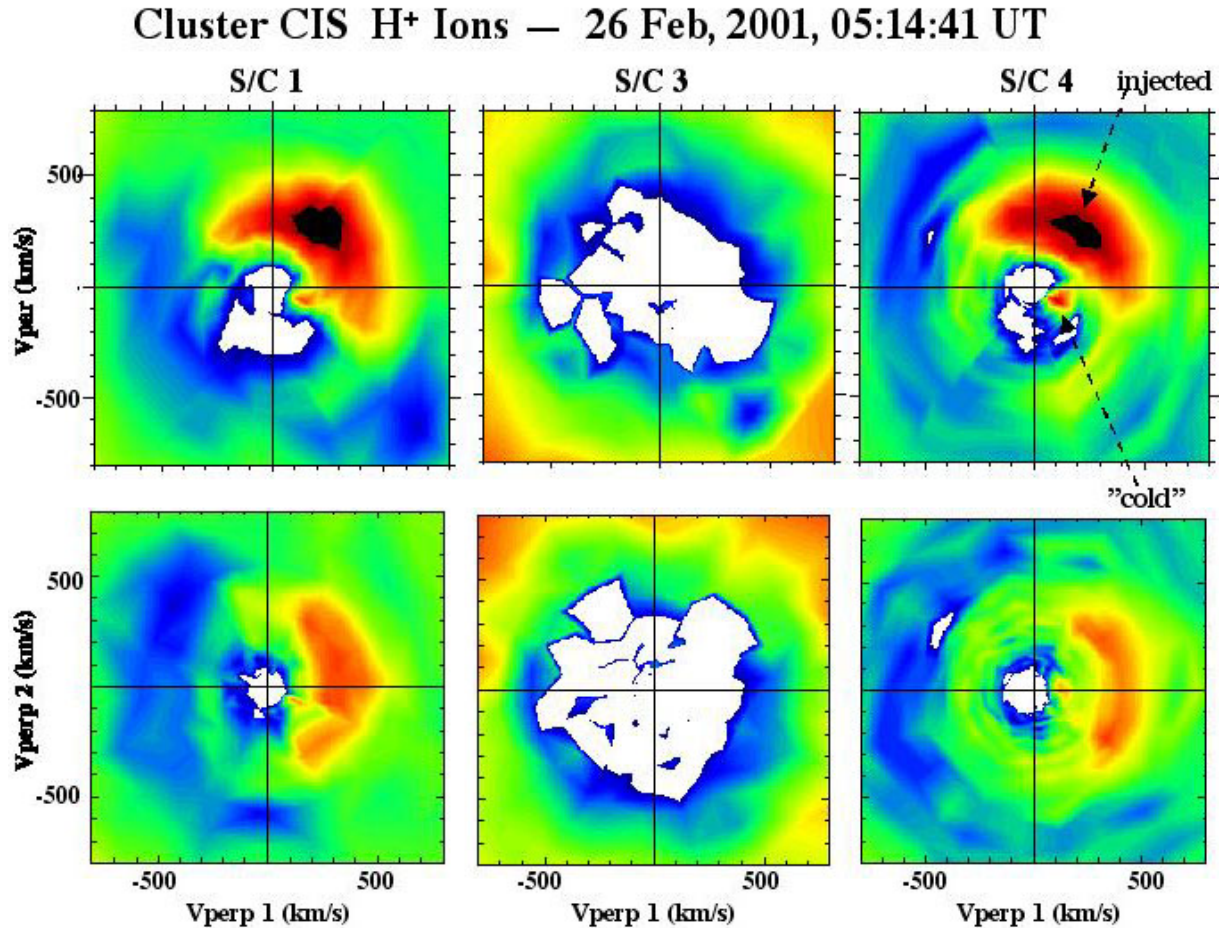 Cluster CIS H⁺ Ions — 26 Feb, 2001, 05:14:41 UT
S/C 1
S/C 3
S/C 4
injected
500
-500
Vpar (km/s)
"cold"
500
-500
Vperp 2 (km/s)
-500 500 -500 500 -500 500
Vperp 1 (km/s) Vperp 1 (km/s) Vperp 1 (km/s)